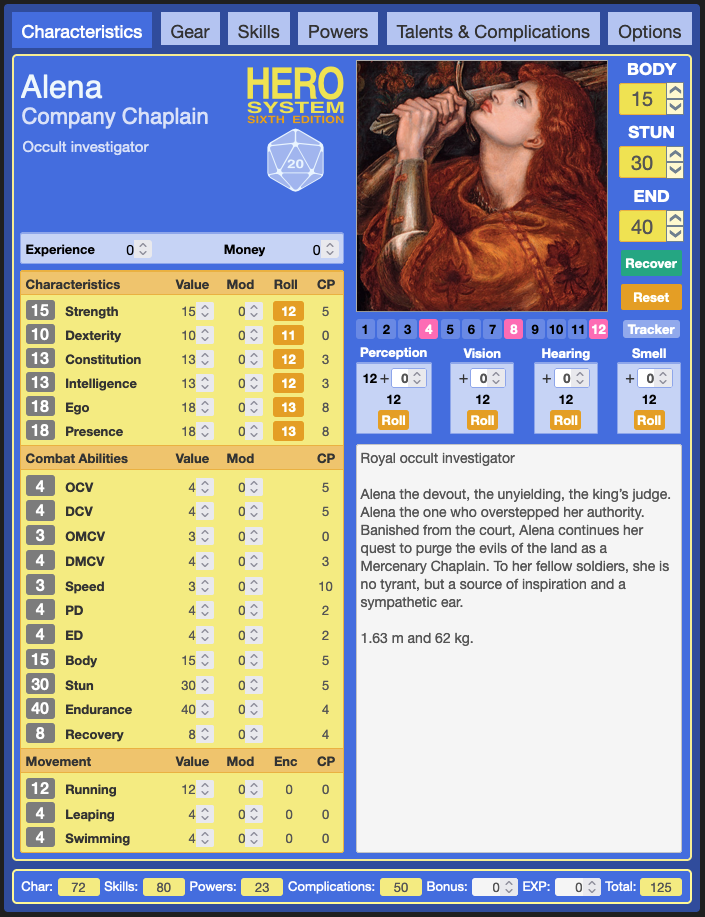 Characteristics Gear Skills Powers Talents & Complications Options
Alena
Company Chaplain
Occult investigator
HERO
SYSTEM
SIXTH EDITION
20
Experience 0 Money 0
Characteristics Value Mod Roll CP
15 Strength 15 0 12 5
10 Dexterity 10 0 11 0
13 Constitution 13 0 12 3
13 Intelligence 13 0 12 3
18 Ego 18 0 13 8
18 Presence 18 0 13 8
Combat Abilities Value Mod CP
4 OCV 4 0 5
4 DCV 4 0 5
3 OMCV 3 0 0
4 DMCV 4 0 3
3 Speed 3 0 10
4 PD 4 0 2
4 ED 4 0 2
15 Body 15 0 5
30 Stun 30 0 5
40 Endurance 40 0 4
8 Recovery 8 0 4
Movement Value Mod Enc CP
12 Running 12 0 0 0
4 Leaping 4 0 0 0
4 Swimming 4 0 0 0
BODY
15
STUN
30
END
40
Recover
Reset
1 2 3 4 5 6 7 8 9 10 11 12 Tracker
Perception Vision Hearing Smell
12 + 0 + 0 + 0 + 0
12 12 12 12
Roll Roll Roll Roll
Royal occult investigator
Alena the devout, the unyielding, the king’s judge.
Alena the one who overstepped her authority.
Banished from the court, Alena continues her
quest to purge the evils of the land as a
Mercenary Chaplain. To her fellow soldiers, she is
no tyrant, but a source of inspiration and a
sympathetic ear.
1.63 m and 62 kg.
Char: 72 Skills: 80 Powers: 23 Complications: 50 Bonus: 0 EXP: 0 Total: 125